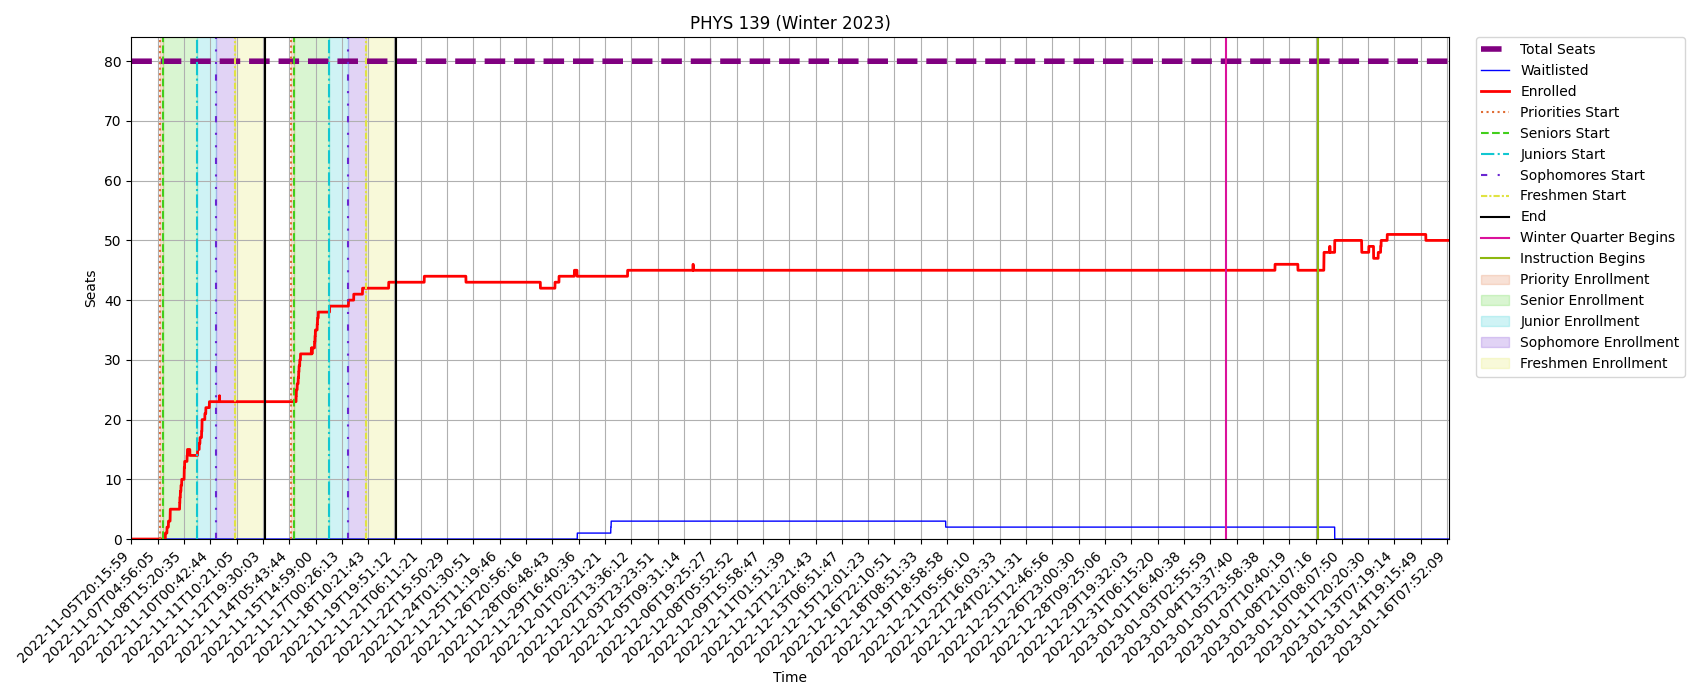 PHYS 139 (Winter 2023)
Seats
80
70
60
50
40
30
20
10
0
2022-11-05T20:15:59
2022-11-07T04:56:05
2022-11-08T15:20:35
2022-11-10T00:42:44
2022-11-11T10:21:05
2022-11-12T19:30:03
2022-11-14T05:43:44
2022-11-15T14:59:00
2022-11-17T00:26:13
2022-11-18T10:21:43
2022-11-19T19:51:12
2022-11-21T06:11:21
2022-11-22T15:50:29
2022-11-24T01:30:51
2022-11-25T11:19:46
2022-11-26T20:56:16
2022-11-28T06:48:43
2022-11-29T16:40:36
2022-12-01T02:31:21
2022-12-02T13:36:12
2022-12-03T23:23:51
2022-12-05T09:31:14
2022-12-06T19:25:27
2022-12-08T05:52:52
2022-12-09T15:58:47
2022-12-11T01:51:39
2022-12-12T12:21:43
2022-12-13T06:51:47
2022-12-15T12:01:23
2022-12-16T22:10:51
2022-12-18T08:51:33
2022-12-19T18:58:58
2022-12-21T05:56:10
2022-12-22T16:03:33
2022-12-24T02:11:31
2022-12-25T12:46:56
2022-12-26T23:00:30
2022-12-28T09:25:06
2022-12-29T19:32:03
2022-12-31T06:15:20
2023-01-01T16:40:38
2023-01-03T02:55:59
2023-01-04T13:37:40
2023-01-05T23:58:38
2023-01-07T10:40:19
2023-01-08T21:07:16
2023-01-10T08:07:50
2023-01-11T20:20:30
2023-01-13T07:19:14
2023-01-14T19:15:49
2023-01-16T07:52:09
Time
Total Seats
Waitlisted
Enrolled
Priorities Start
Seniors Start
Juniors Start
Sophomores Start
Freshmen Start
End
Winter Quarter Begins
Instruction Begins
Priority Enrollment
Senior Enrollment
Junior Enrollment
Sophomore Enrollment
Freshmen Enrollment